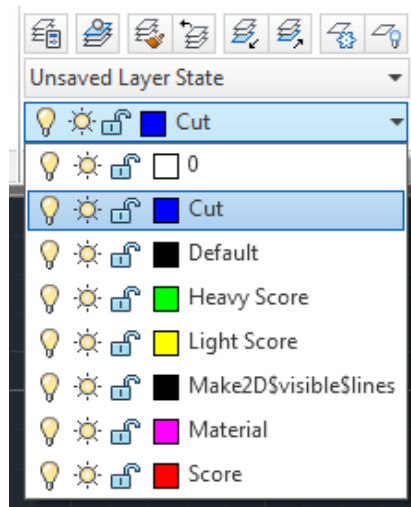 Unsaved Layer State
Cut
0
Cut
Default
Heavy Score
Light Score
Make2D$visible$lines
Material
Score